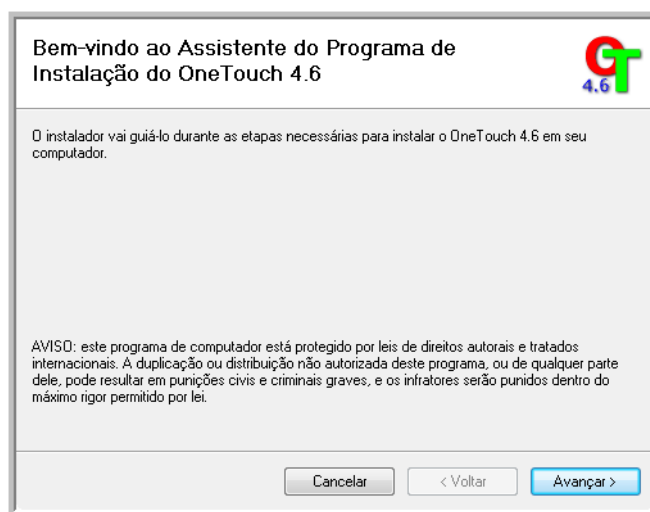 Bem-vindo ao Assistente do Programa de
Instalação do OneTouch 4.6
OT
4.6
O instalador vai guiá-lo durante as etapas necessárias para instalar o OneTouch 4.6 em seu
computador.
AVISO: este programa de computador está protegido por leis de direitos autorais e tratados
internacionais. A duplicação ou distribuição não autorizada deste programa, ou de qualquer parte
dele, pode resultar em punições civis e criminais graves, e os infratores serão punidos dentro do
máximo rigor permitido por lei.
Cancelar
< Voltar
Avançar >